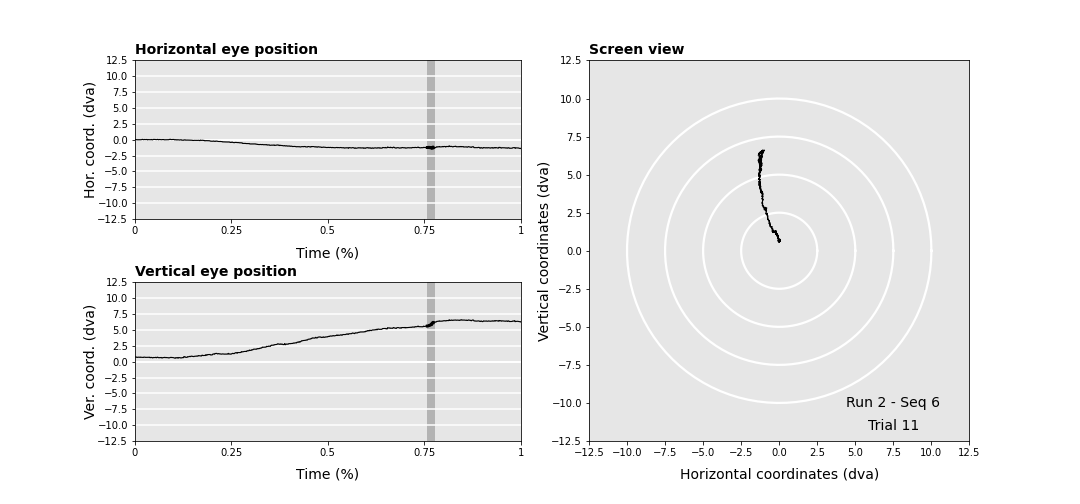 Horizontal eye position
Hor. coord. (dva)
12.5
10.0
7.5
5.0
2.5
0.0
−2.5
−5.0
−7.5
−10.0
−12.5
0 0.25 0.5 0.75 1
Time (%)
Vertical eye position
Ver. coord. (dva)
12.5
10.0
7.5
5.0
2.5
0.0
−2.5
−5.0
−7.5
−10.0
−12.5
0 0.25 0.5 0.75 1
Time (%)
Screen view
Vertical coordinates (dva)
12.5
10.0
7.5
5.0
2.5
0.0
−2.5
−5.0
−7.5
−10.0
−12.5
Run 2 - Seq 6
Trial 11
−12.5 −10.0 −7.5 −5.0 −2.5 0.0 2.5 5.0 7.5 10.0 12.5
Horizontal coordinates (dva)